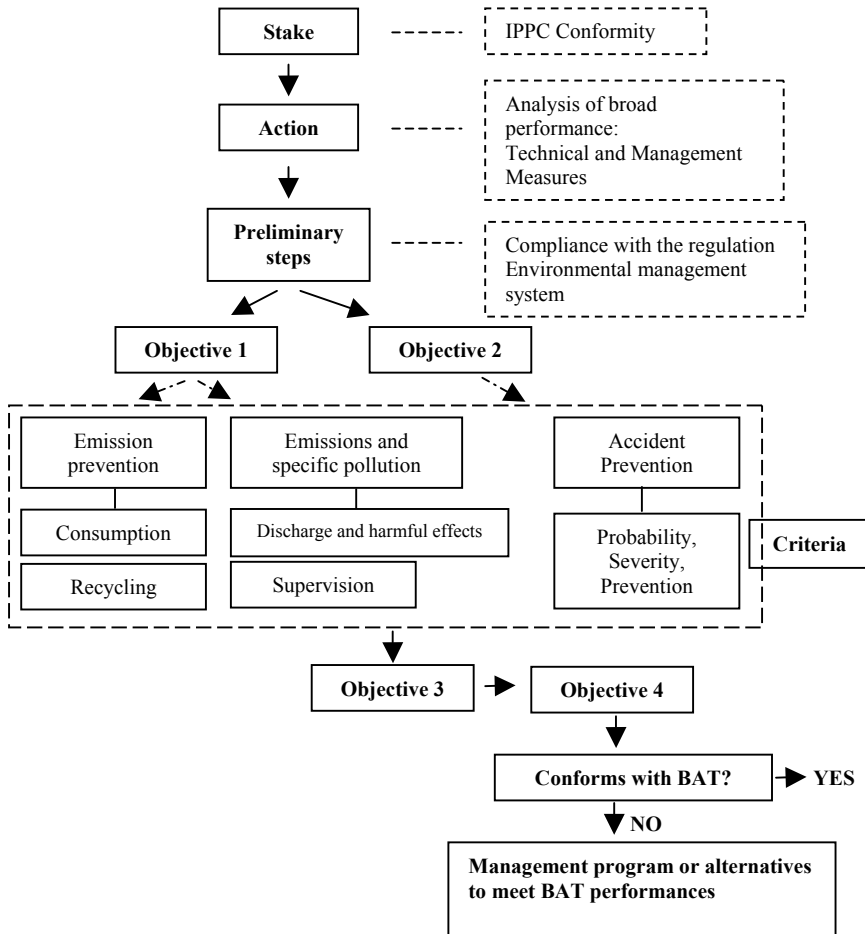 Stake
IPPC Conformity
Action
Analysis of broad
performance:
Technical and Management
Measures
Preliminary
steps
Compliance with the regulation
Environmental management
system
Objective 1
Objective 2
Emission
prevention
Emissions and
specific pollution
Accident
Prevention
Consumption
Discharge and harmful effects
Probability,
Severity,
Prevention
Criteria
Recycling
Supervision
Objective 3
Objective 4
Conforms with BAT?
YES
NO
Management program or alternatives
to meet BAT performances